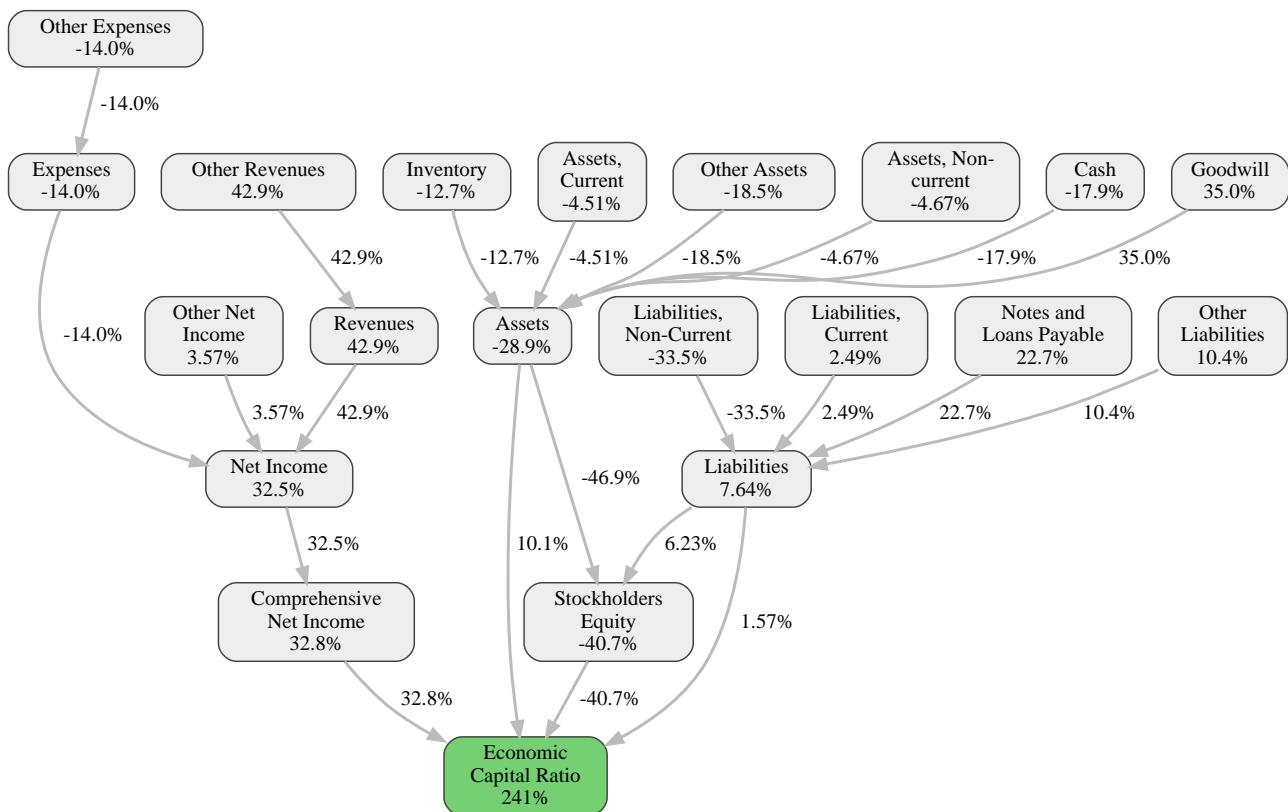 Other Expenses
-14.0%
-14.0%
Expenses
-14.0%
Other Revenues
42.9%
Inventory
-12.7%
Assets,
Current
-4.51%
Other Assets
-18.5%
Assets, Non-
current
-4.67%
Cash
-17.9%
Goodwill
35.0%
42.9%
-12.7%
-4.51%
-18.5%
-4.67%
-17.9%
35.0%
-14.0%
Other Net
Income
3.57%
Revenues
42.9%
Assets
-28.9%
Liabilities,
Non-Current
-33.5%
Liabilities,
Current
2.49%
Notes and
Loans Payable
22.7%
Other
Liabilities
10.4%
3.57%
42.9%
-33.5%
2.49%
22.7%
10.4%
Net Income
32.5%
-46.9%
Liabilities
7.64%
32.5%
10.1%
6.23%
Comprehensive
Net Income
32.8%
Stockholders
Equity
-40.7%
1.57%
32.8%
-40.7%
Economic
Capital Ratio
241%